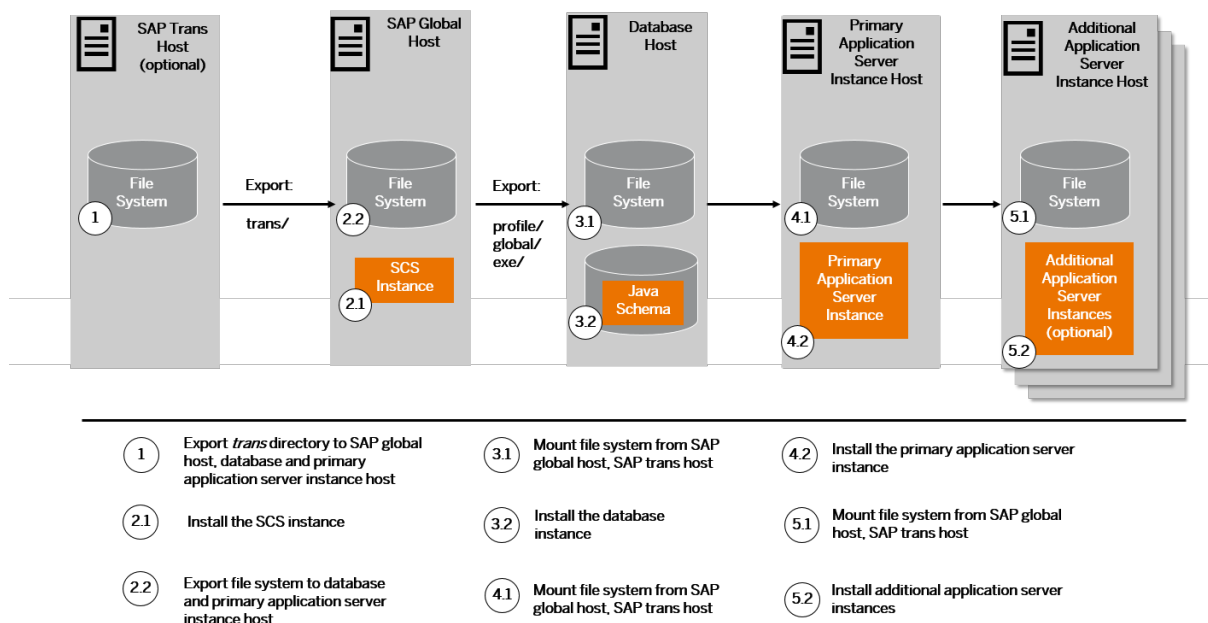 SAP Trans
Host
(optional)
SAP Global
Host
Database
Host
Primary
Application
Server
Instance Host
Additional
Application
Server
Instance Host
File
System
1
Export:
trans/
File
System
2.2
SCS
Instance
2.1
Export:
profile/
global/
exe/
File
System
3.1
Java
Schema
3.2
File
System
4.1
Primary
Application
Server
Instance
4.2
File
System
5.1
Additional
Application
Server
Instances
(optional)
5.2
1
Export trans directory to SAP global
host, database and primary
application server instance host
2.1
Install the SCS instance
2.2
Export file system to database
and primary application server
instance host
3.1
Mount file system from SAP
global host, SAP trans host
3.2
Install the database
instance
4.1
Mount file system from SAP
global host, SAP trans host
4.2
Install the primary application server
instance
5.1
Mount file system from SAP global
host, SAP trans host
5.2
Install additional application server
instances